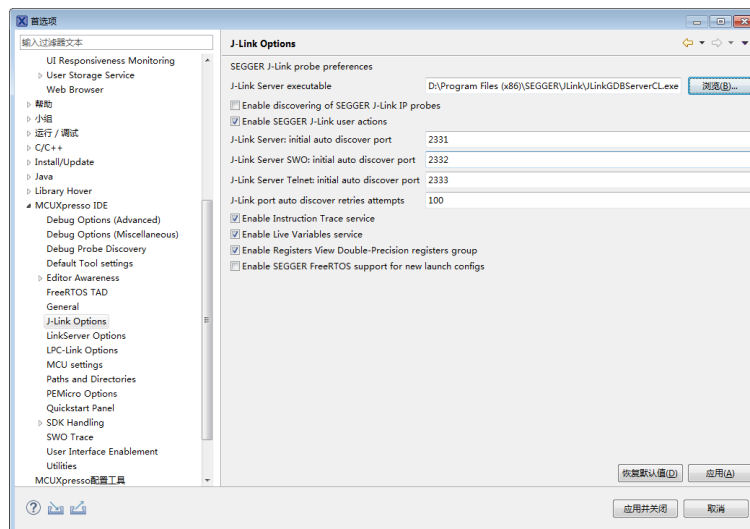 首选项
输入过滤器文本
UI Responsiveness Monitoring
User Storage Service
Web Browser
帮助
小组
运行 / 调试
C/C++
Install/Update
Java
Library Hover
MCUXpresso IDE
Debug Options (Advanced)
Debug Options (Miscellaneous)
Debug Probe Discovery
Default Tool settings
Editor Awareness
FreeRTOS TAD
General
J-Link Options
LinkServer Options
LPC-Link Options
MCU settings
Paths and Directories
PEMicro Options
Quickstart Panel
SDK Handling
SWO Trace
User Interface Enablement
Utilities
MCUXpresso配置工具
J-Link Options
SEGGER J-Link probe preferences
J-Link Server executable D:\Program Files (x86)\SEGGER\JLink\JLinkGDBServerCL.exe 浏览(B)...
Enable discovering of SEGGER J-Link IP probes
Enable SEGGER J-Link user actions
J-Link Server: initial auto discover port 2331
J-Link Server SWO: initial auto discover port 2332
J-Link Server Telnet: initial auto discover port 2333
J-Link port auto discover retries attempts 100
Enable Instruction Trace service
Enable Live Variables service
Enable Registers View Double-Precision registers group
Enable SEGGER FreeRTOS support for new launch configs
恢复默认值(D) 应用(A)
应用并关闭 取消